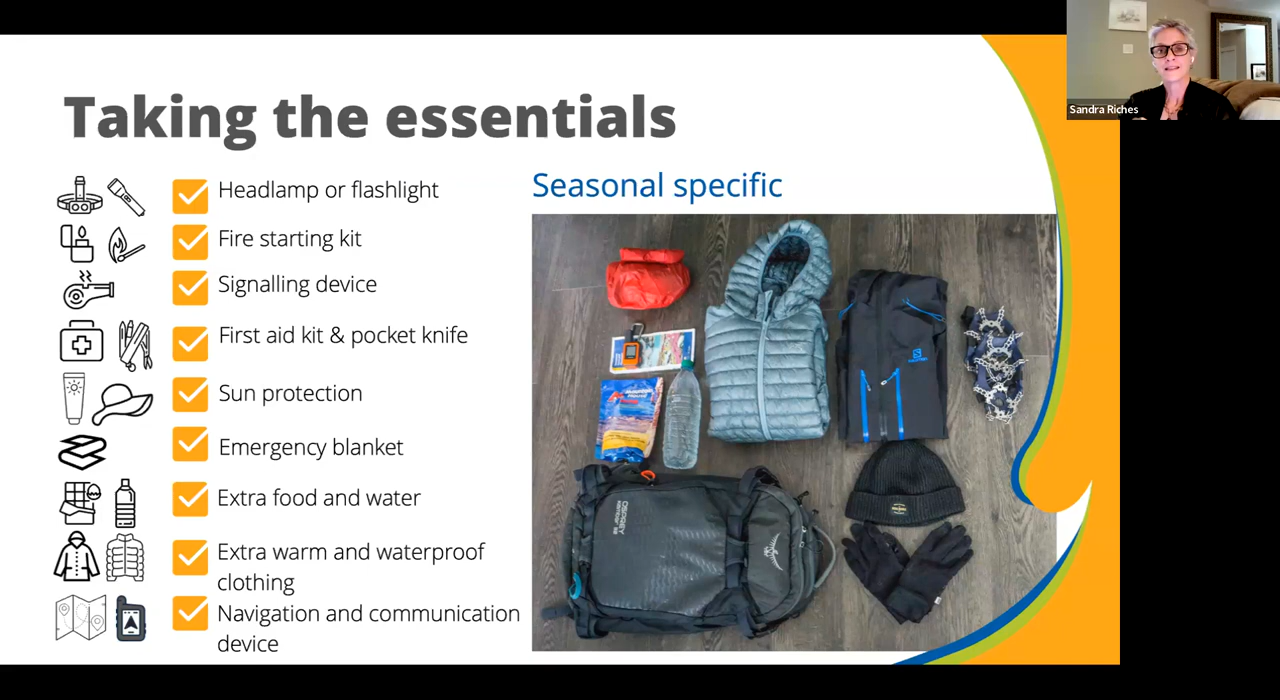 Sandra Riches
Taking the essentials
Headlamp or flashlight
Fire starting kit
Signalling device
First aid kit & pocket knife
Sun protection
Emergency blanket
Extra food and water
Extra warm and waterproof
clothing
Navigation and communication
device
Seasonal specific
OSPREY